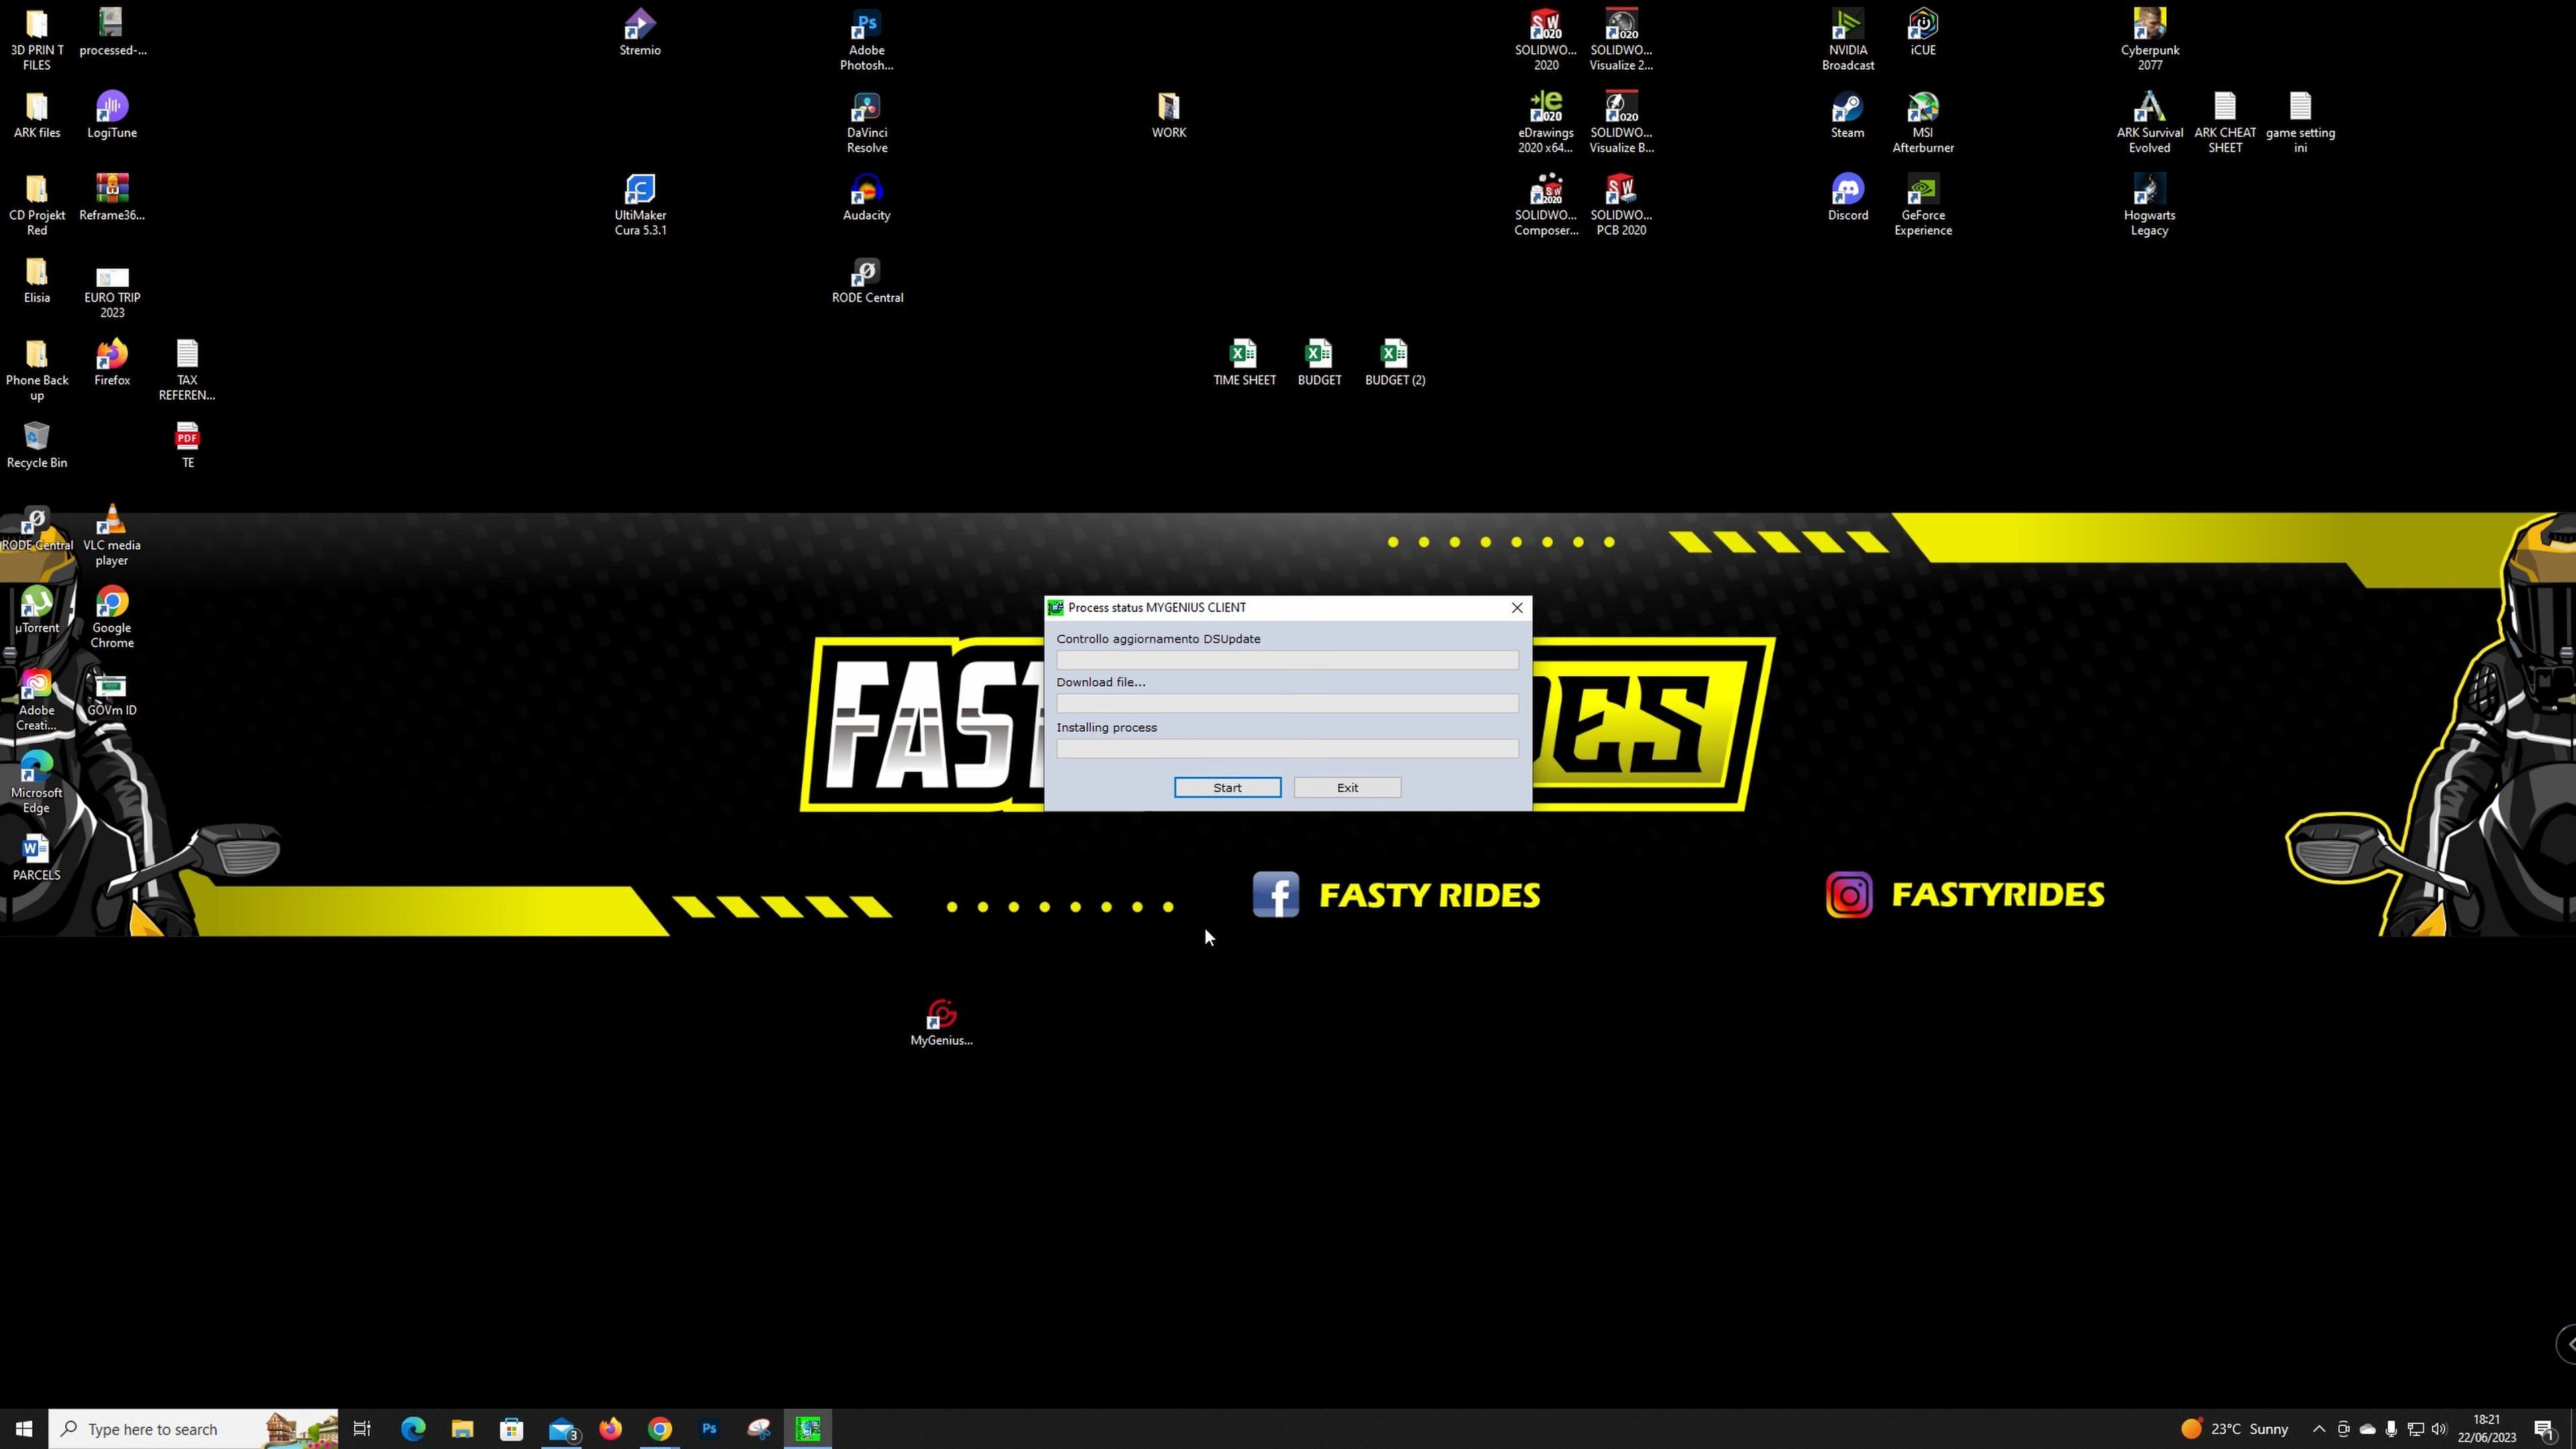 3D PRIN T
FILES
processed-...
Stremio
Adobe
Photosh...
SOLIDWO...
2020
SOLIDWO...
Visualize 2...
NVIDIA
Broadcast
iCUE
Cyberpunk
2077
ARK files
LogiTune
DaVinci
Resolve
WORK
eDrawings
2020 x64...
SOLIDWO...
Visualize B...
Steam
MSI
Afterburner
ARK Survival
Evolved
ARK CHEAT
SHEET
game setting
ini
CD Projekt
Red
Reframe36...
UltiMaker
Cura 5.3.1
Audacity
SOLIDWO...
Composer...
SOLIDWO...
PCB 2020
Discord
GeForce
Experience
Hogwarts
Legacy
Elisia
EURO TRIP
2023
RODE Central
Phone Back
up
Firefox
TAX
REFEREN...
TIME SHEET
BUDGET
BUDGET (2)
Recycle Bin
PDF
TE
RODE Central
VLC media
player
µTorrent
Google
Chrome
Adobe
Creati...
GOVm ID
Microsoft
Edge
PARCELS
Process status MYGENIUS CLIENT
Controllo aggiornamento DSUpdate
Download file...
Installing process
Start
Exit
FAST
DES
FASTY RIDES
FASTYRIDES
MyGenius...
Type here to search
3
Ps
23°C Sunny
18:21
22/06/2023
1